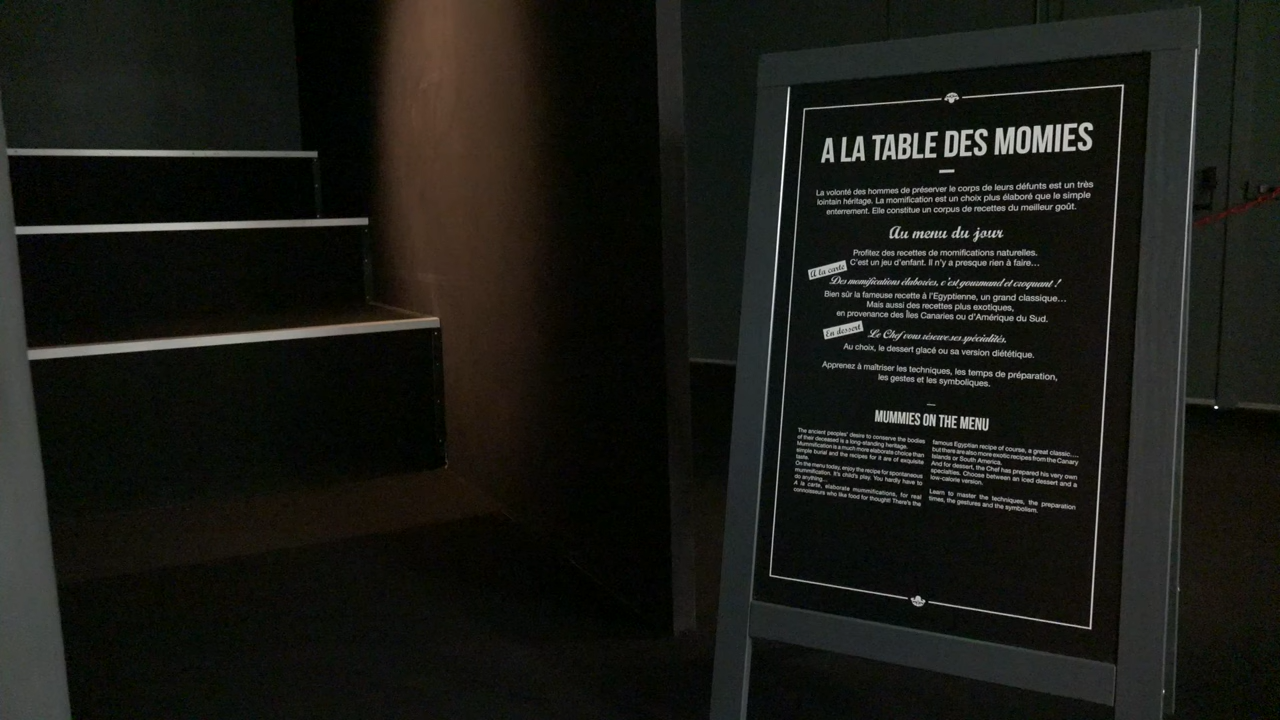 A LA TABLE DES MOMIES
La volonté des hommes de préserver le corps de leurs défunts est un très
lointain héritage. La momification est un choix plus élaboré que le simple
enterrement. Elle constitue un corpus de recettes du meilleur goût.
Au menu du jour
Profitez des recettes de momifications naturelles.
C'est un jeu d'enfant. Il n'y a presque rien à faire...
A la carte
Des momifications élaborées, c'est gourmand et croquant !
Bien sûr la fameuse recette à l'Egyptienne, un grand classique...
Mais aussi des recettes plus exotiques,
en provenance des Îles Canaries ou d'Amérique du Sud.
En dessert
Le Chef vous réserve ses spécialités.
Au choix, le dessert glacé ou sa version diététique.
Apprenez à maîtriser les techniques, les temps de préparation,
les gestes et les symboliques.
MUMMIES ON THE MENU
The ancient peoples' desire to conserve the bodies
of their deceased is a long-standing heritage.
Mummification is a much more elaborate choice than
simple burial and the recipes for it are of exquisite
taste.
On the menu today, enjoy the recipe for spontaneous
mummification. It's child's play. You hardly have to
do anything...
A la carte, elaborate mummifications, for real
connoisseurs who like food for thought! There's the
famous Egyptian recipe of course, a great classic....
but there are also more exotic recipes from the Canary
Islands or South America.
And for dessert, the Chef has prepared his very own
specialties. Choose between an iced dessert and a
low-calorie version.
Learn to master the techniques, the preparation
times, the gestures and the symbolism.